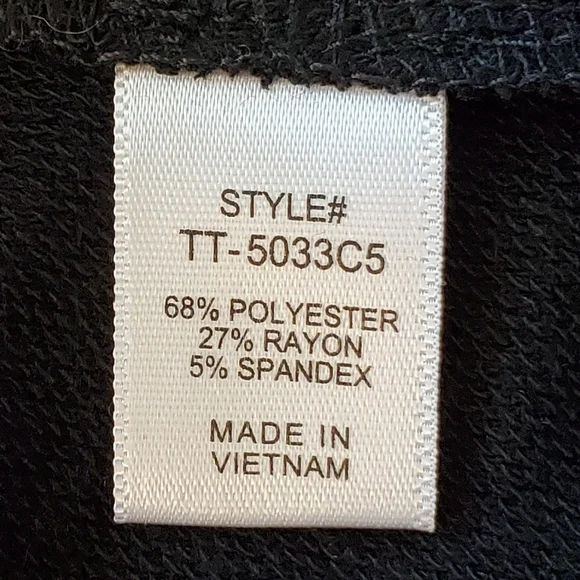 STYLE#
TT-5033C5
68% POLYESTER
27% RAYON
5% SPANDEX
MADE IN
VIETNAM